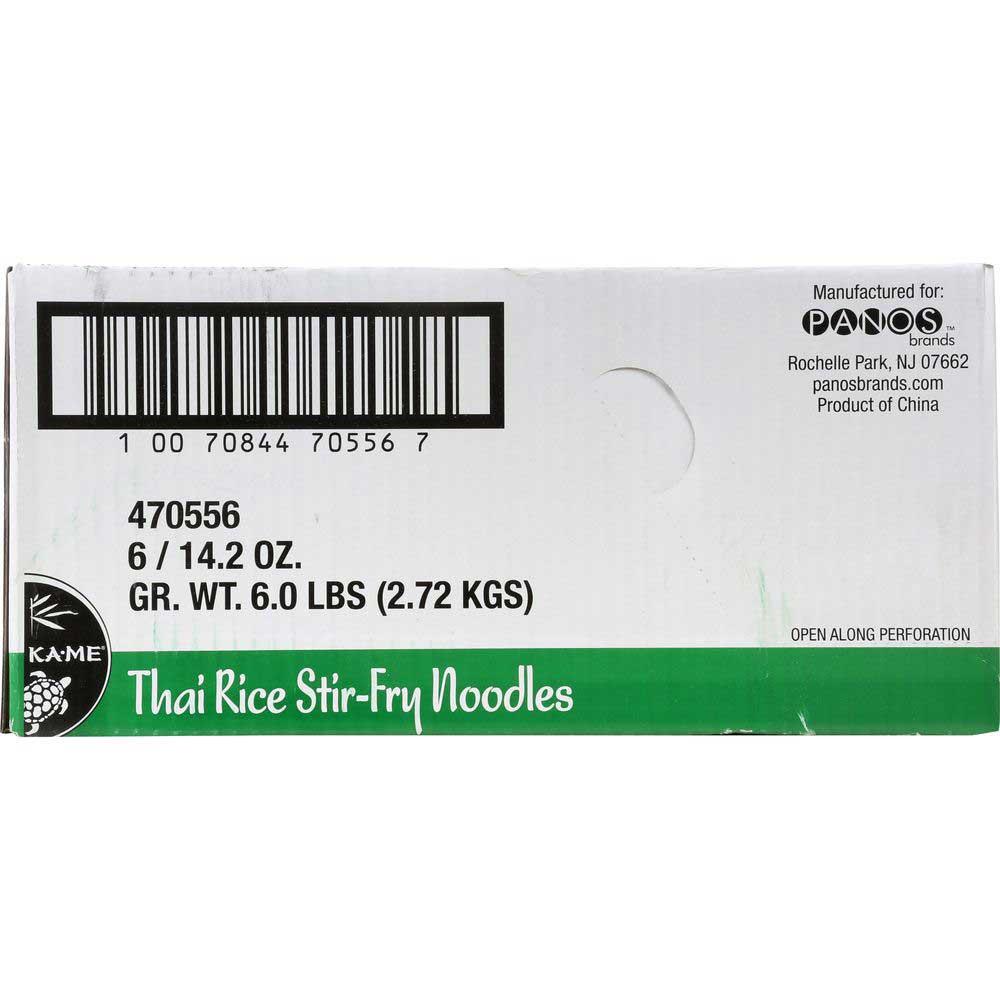 1 00 70844 70556 7
470556
6 / 14.2 OZ.
GR. WT. 6.0 LBS (2.72 KGS)
Manufactured for:
PANOS™
brands
Rochelle Park, NJ 07662
panosbrands.com
Product of China
OPEN ALONG PERFORATION
KA·ME®
Thai Rice Stir-Fry Noodles